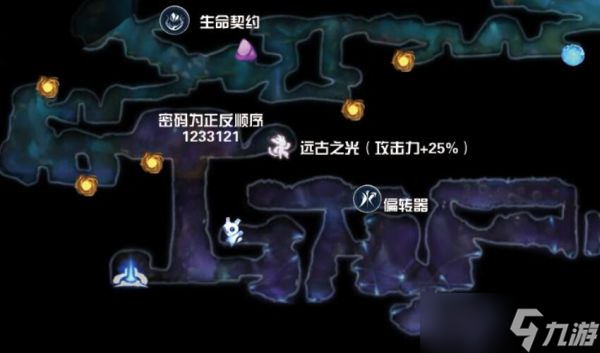 生命契约
密码为正反顺序
1233121
远古之光（攻击力+25%）
偏转器
九游